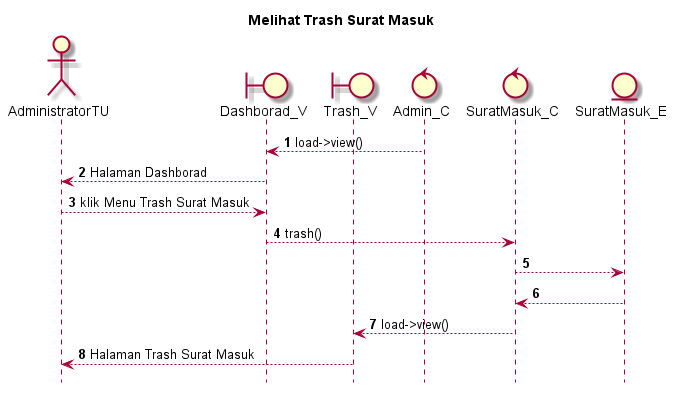 Melihat Trash Surat Masuk
AdministratorTU
Dashborad_V
Trash_V
Admin_C
SuratMasuk_C
SuratMasuk_E
1 load->view()
2 Halaman Dashborad
3 klik Menu Trash Surat Masuk
4 trash()
5
6
7 load->view()
8 Halaman Trash Surat Masuk